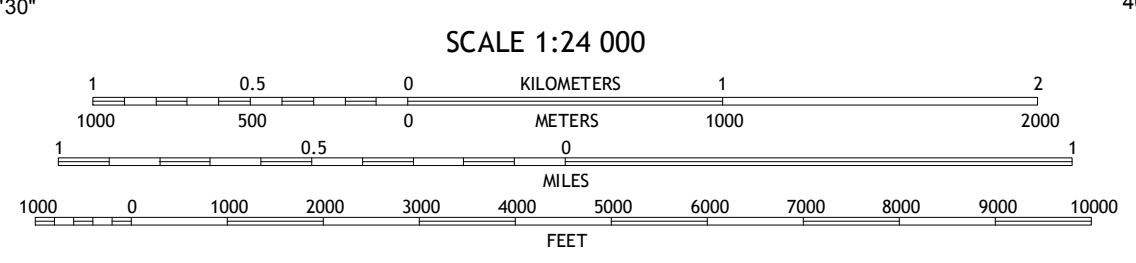 '30"
SCALE 1:24 000
1 0.5 0 KILOMETERS 1 2
1000 500 0 METERS 1000 2000
1 0.5 0 1
MILES
1000 0 1000 2000 3000 4000 5000 6000 7000 8000 9000 10000
FEET